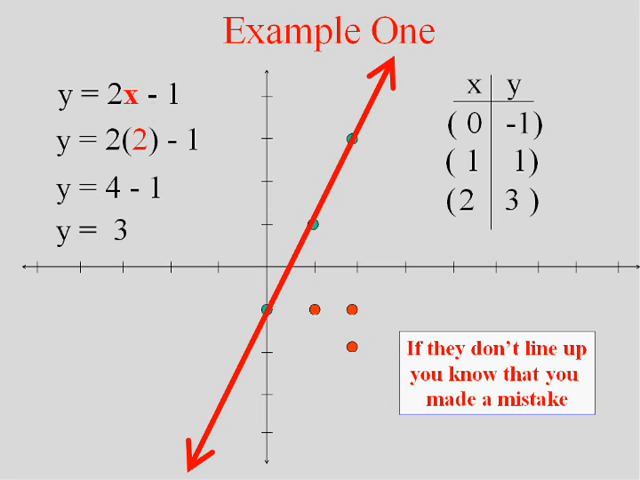 Example One
y = 2x - 1
y = 2(2) - 1
y = 4 - 1
y = 3
x y
( 0 -1)
( 1 1)
(2 3 )
If they don't line up
you know that you
made a mistake